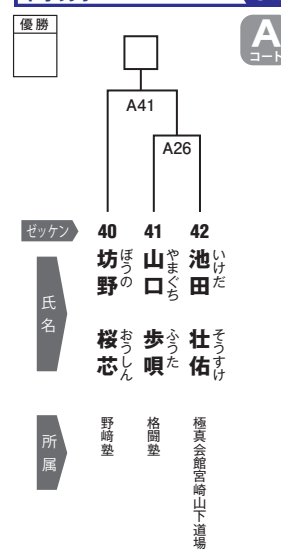 優勝
A
コート
A41
A26
ゼッケン
40
41
42
氏名
坊野 桜芯
ぼうの おうしん
山口 歩唄
やまぐち ふうた
池田 壮佑
いけだ そうすけ
所属
野﨑塾
格闘塾
極真会館宮崎山下道場